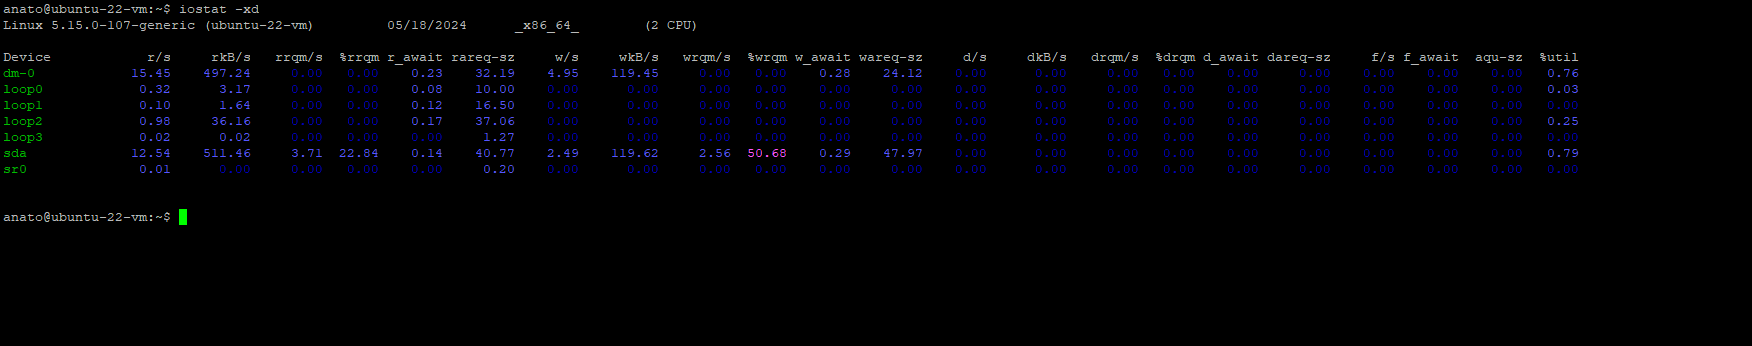 anato@ubuntu-22-vm:~$ iostat -xd
Linux 5.15.0-107-generic (ubuntu-22-vm) 05/18/2024 _x86_64_ (2 CPU)
Device r/s rkB/s rrqm/s %rrqm r_await rareq-sz w/s wkB/s wrqm/s %wrqm w_await wareq-sz d/s dkB/s drqm/s %drqm d_await dareq-sz f/s f_await aqu-sz %util
dm-0 15.45 497.24 0.00 0.00 0.23 32.19 4.95 119.45 0.00 0.00 0.28 24.12 0.00 0.00 0.00 0.00 0.00 0.00 0.00 0.00 0.00 0.76
loop0 0.32 3.17 0.00 0.00 0.08 10.00 0.00 0.00 0.00 0.00 0.00 0.00 0.00 0.00 0.00 0.00 0.00 0.00 0.00 0.00 0.00 0.03
loop1 0.10 1.64 0.00 0.00 0.12 16.50 0.00 0.00 0.00 0.00 0.00 0.00 0.00 0.00 0.00 0.00 0.00 0.00 0.00 0.00 0.00 0.00
loop2 0.98 36.16 0.00 0.00 0.17 37.06 0.00 0.00 0.00 0.00 0.00 0.00 0.00 0.00 0.00 0.00 0.00 0.00 0.00 0.00 0.00 0.25
loop3 0.02 0.02 0.00 0.00 0.00 1.27 0.00 0.00 0.00 0.00 0.00 0.00 0.00 0.00 0.00 0.00 0.00 0.00 0.00 0.00 0.00 0.00
sda 12.54 511.46 3.71 22.84 0.14 40.77 2.49 119.62 2.56 50.68 0.29 47.97 0.00 0.00 0.00 0.00 0.00 0.00 0.00 0.00 0.00 0.79
sr0 0.01 0.00 0.00 0.00 0.00 0.20 0.00 0.00 0.00 0.00 0.00 0.00 0.00 0.00 0.00 0.00 0.00 0.00 0.00 0.00 0.00 0.00
anato@ubuntu-22-vm:~$